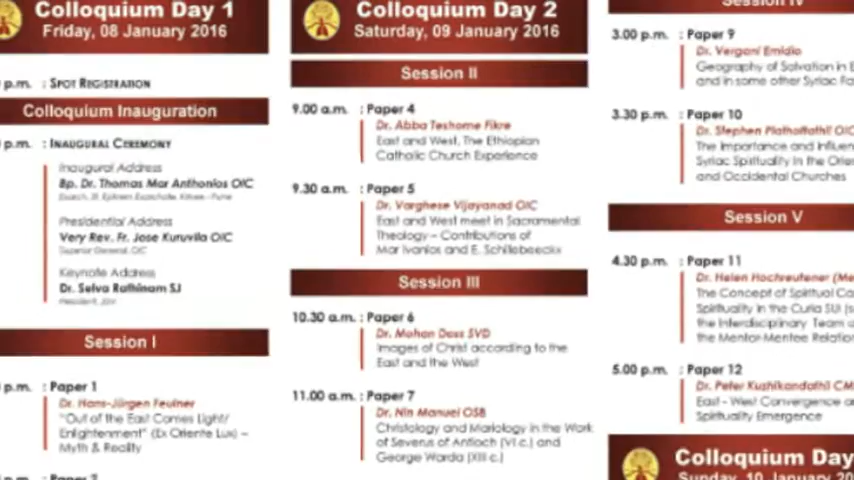 Colloquium Day 1
Friday, 08 January 2016
p.m. : SPOT REGISTRATION
Colloquium Inauguration
p.m. : INAUGURAL CEREMONY
Inaugural Address
Bp. Dr. Thomas Mar Anthonios OIC
Presidential Address
Very Rev. Fr. Jose Kuruvila OIC
Superior General, OIC
Keynote Address
Dr. Selva Rathinam SJ
Session I
p.m. : Paper 1
Dr. Hans-Jürgen Feulner
"Out of the East Comes Light/
Enlightenment" (Ex Oriente Lux) –
Myth & Reality
Colloquium Day 2
Saturday, 09 January 2016
Session II
9.00 a.m. : Paper 4
Dr. Abba Teshome Fikre
East and West, The Ethiopian
Catholic Church Experience
9.30 a.m. : Paper 5
Dr. Varghese Vijayanad OIC
East and West meet in Sacramental
Theology – Contributions of
Mar Ivanios and E. Schillebeeckx
Session III
10.30 a.m. : Paper 6
Dr. Mohan Doss SVD
Images of Christ according to the
East and the West
11.00 a.m. : Paper 7
Dr. Nin Manuel OSB
Christology and Mariology in the Work
of Severus of Antioch (VI c.) and
George Warda (XIII c.)
Session IV
3.00 p.m. : Paper 9
Dr. Vergani Emidio
Geography of Salvation in
and in some other Syriac
3.30 p.m. : Paper 10
Dr. Stephen Plathottathil OIC
The Importance and
Syriac Spirituality in the
and Occidental Churches
Session V
4.30 p.m. : Paper 11
Dr. Helen Hochreutener
The Concept of Spiritual
Spirituality in the Curia SUI
the Interdisciplinary Team
the Mentor-Mentee
5.00 p.m. : Paper 12
Dr. Peter Kuzhikandathil
East - West Convergence
Spirituality Emergence
Colloquium Day
Sunday, 10 January